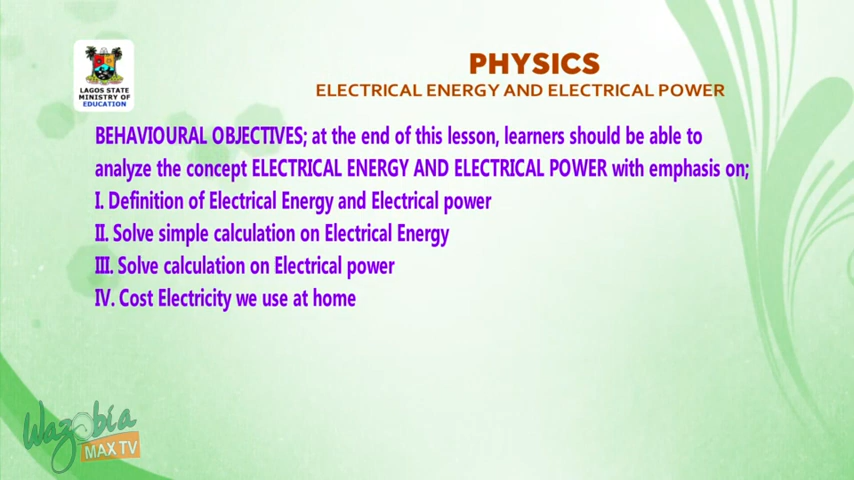 LAGOS STATE
MINISTRY OF
EDUCATION
PHYSICS
ELECTRICAL ENERGY AND ELECTRICAL POWER
BEHAVIOURAL OBJECTIVES; at the end of this lesson, learners should be able to
analyze the concept ELECTRICAL ENERGY AND ELECTRICAL POWER with emphasis on;
I. Definition of Electrical Energy and Electrical power
II. Solve simple calculation on Electrical Energy
III. Solve calculation on Electrical power
IV. Cost Electricity we use at home
Wazobia
MAX TV